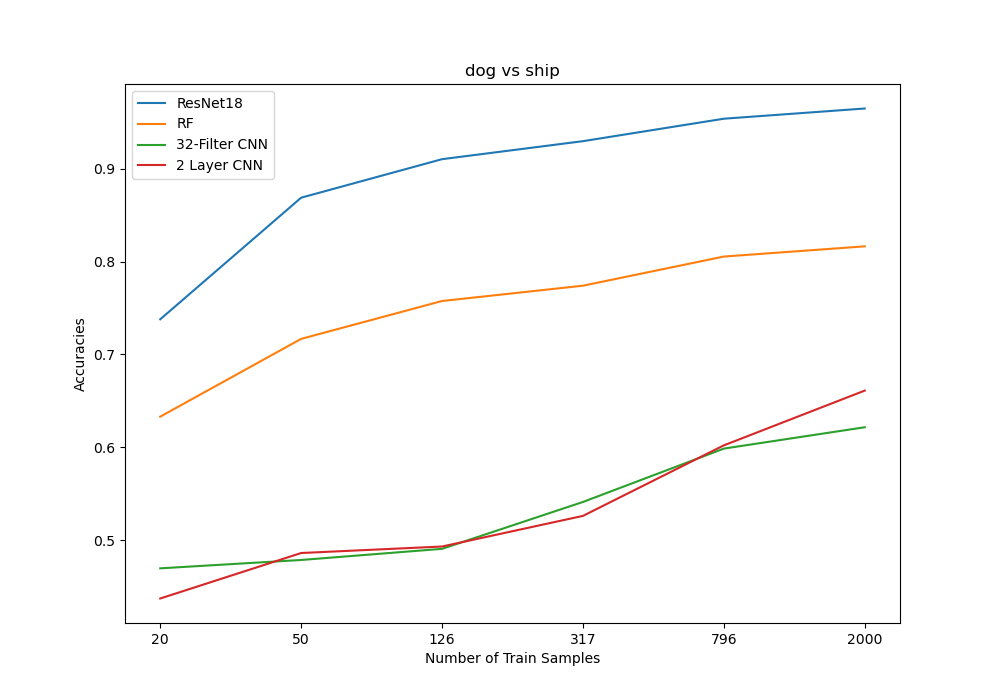 dog vs ship
ResNet18
RF
32-Filter CNN
2 Layer CNN
Accuracies
0.9
0.8
0.7
0.6
0.5
20 50 126 317 796 2000
Number of Train Samples